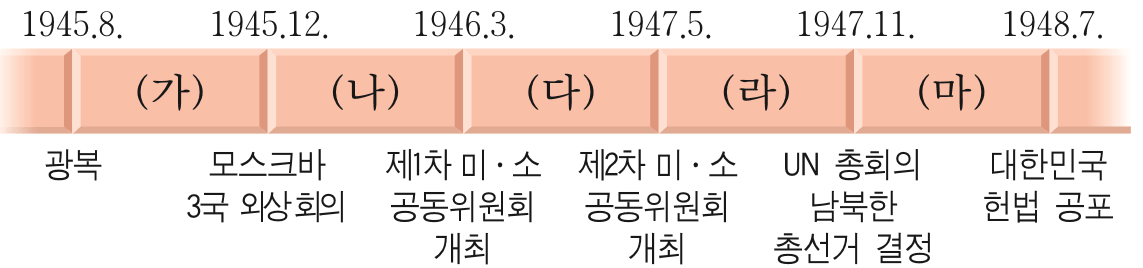 1945.8. 1945.12. 1946.3. 1947.5. 1947.11. 1948.7.
(가) (나) (다) (라) (마)
광복 모스크바 제1차 미·소 제2차 미·소 UN 총회의 대한민국
3국 외상회의 공동위원회 공동위원회 남북한 헌법 공포
개최 개최 총선거 결정